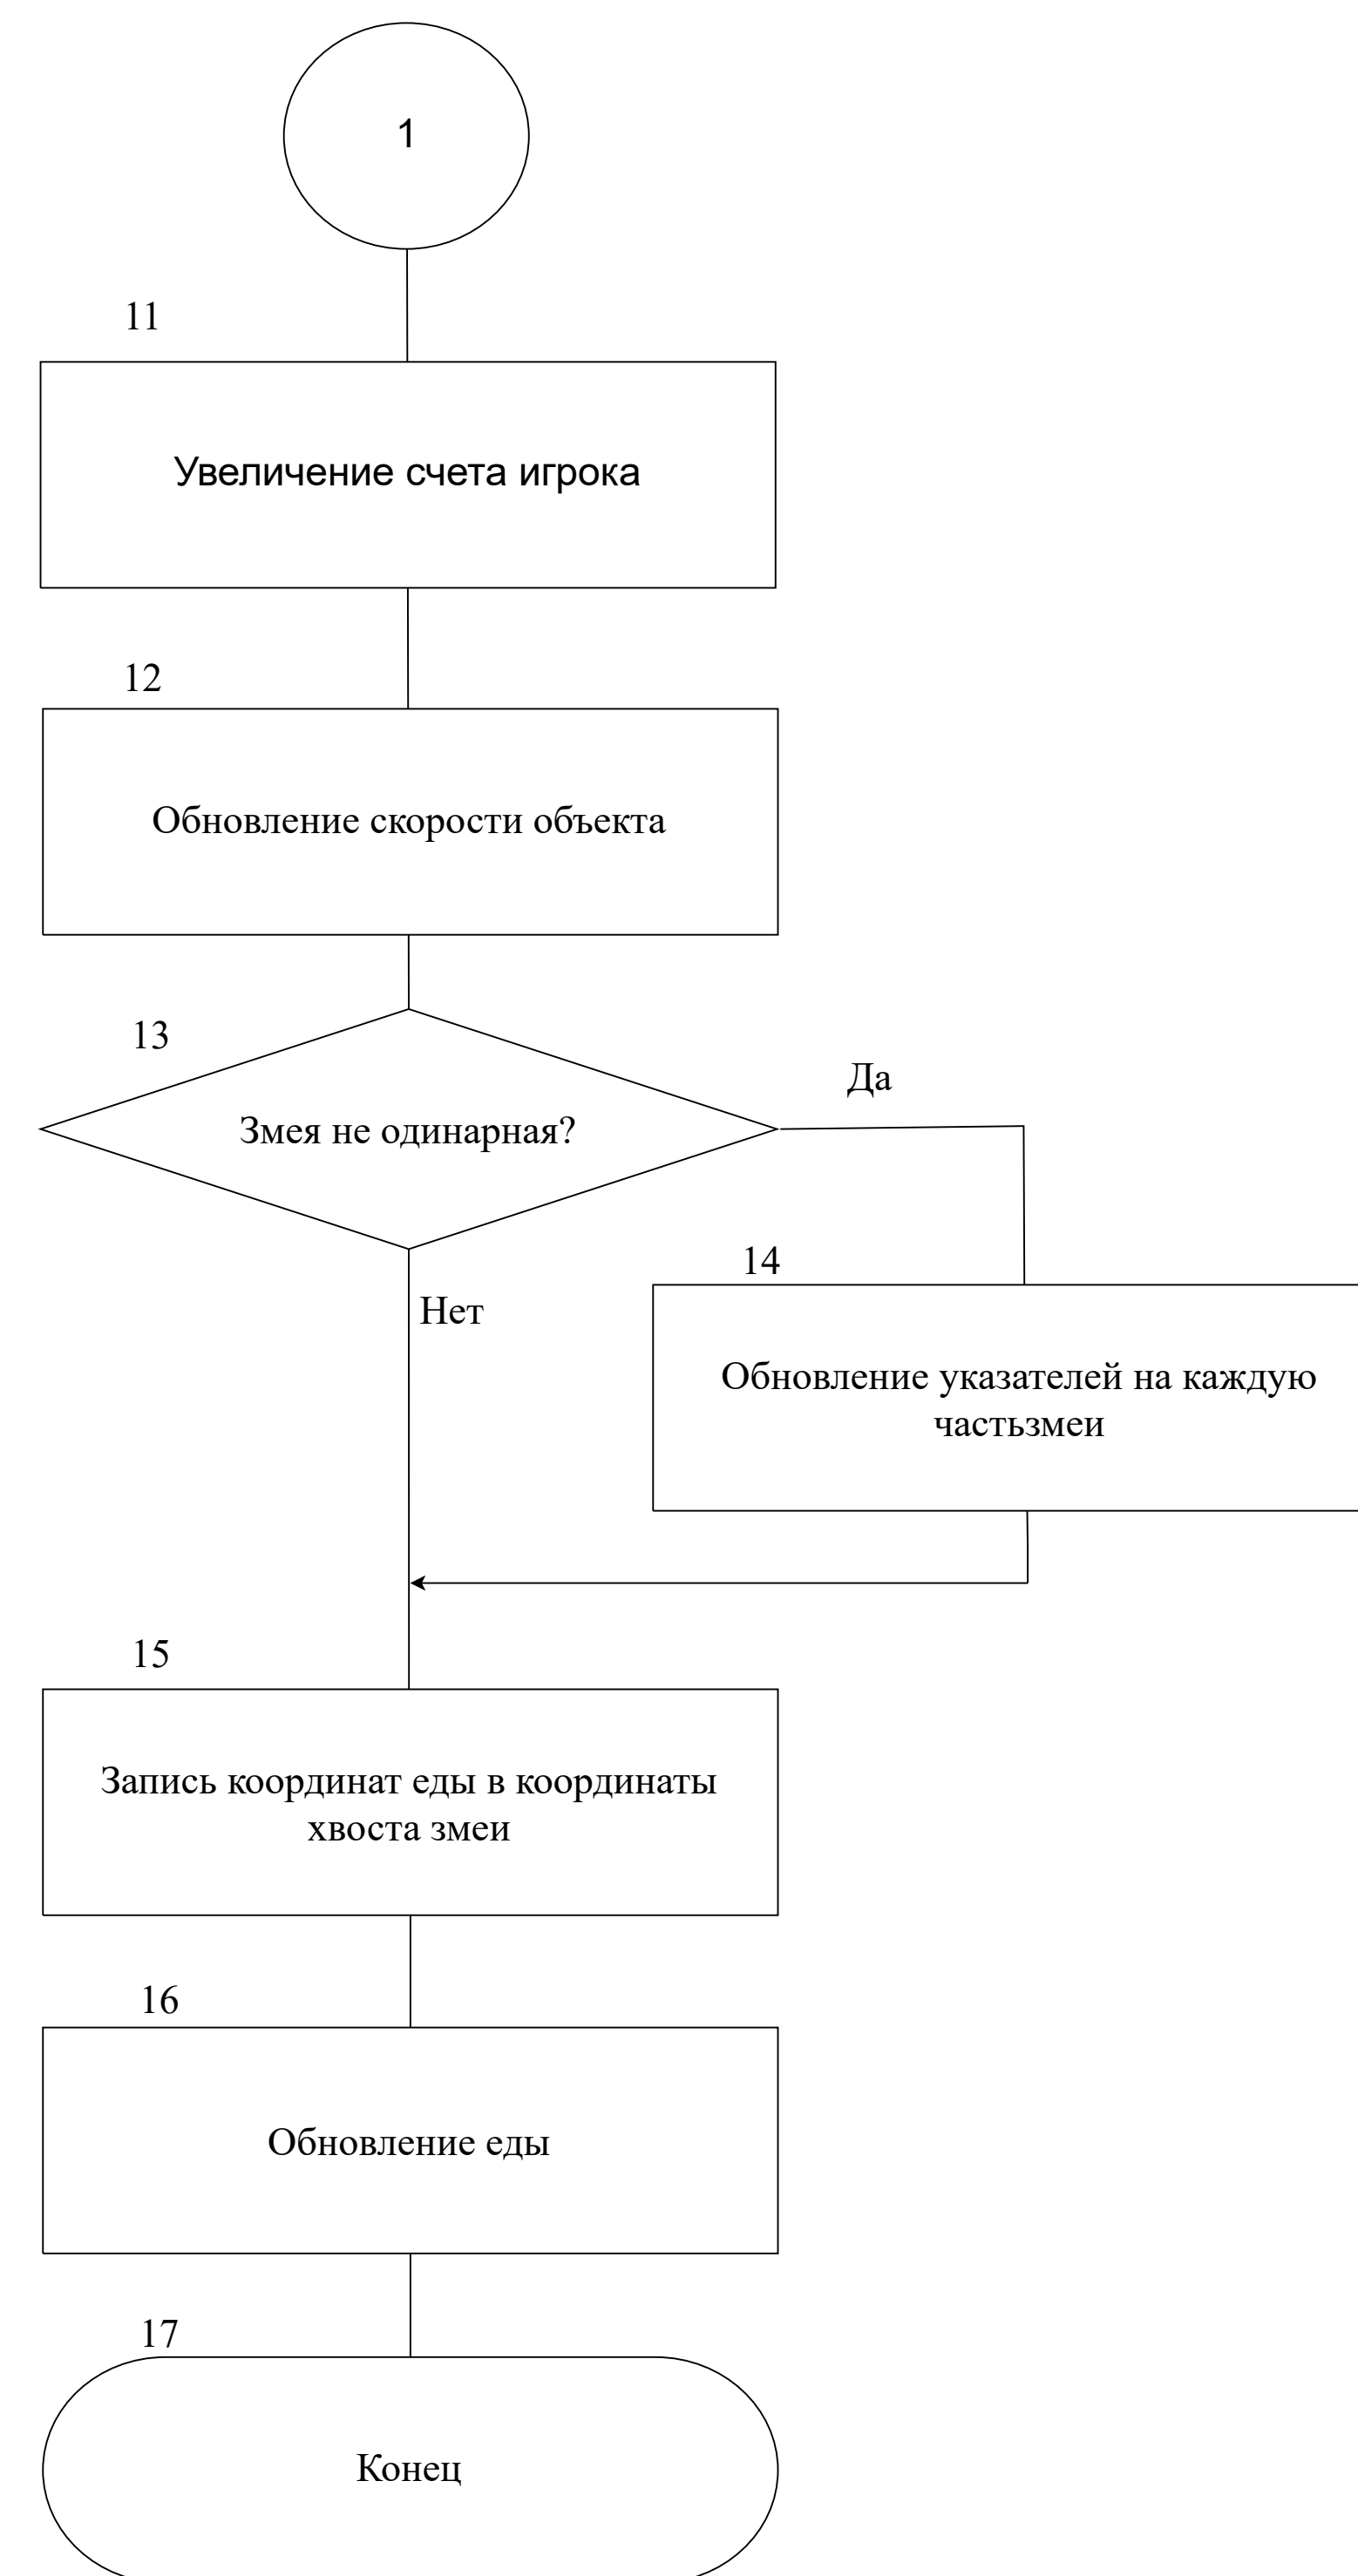 1
11
Увеличение счета игрока
12
Обновление скорости объекта
13
Змея не одинарная?
Да
Нет
14
Обновление указателей на каждую
частьзмеи
15
Запись координат еды в координаты
хвоста змеи
16
Обновление еды
17
Конец